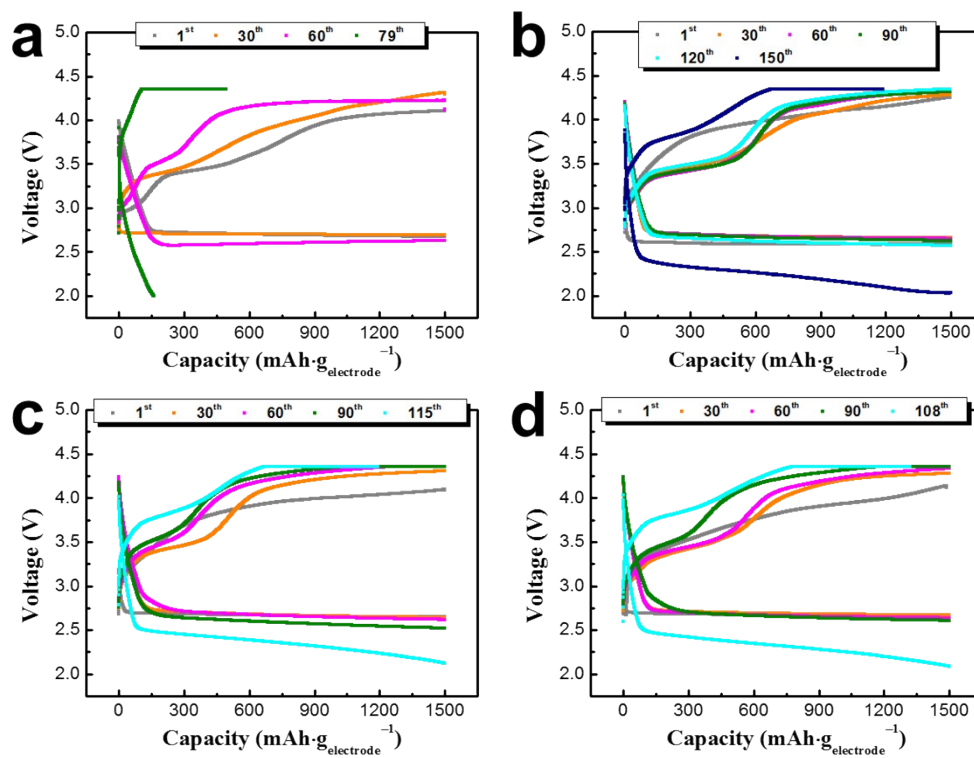 a
1st 30th 60th 79th
5.0
4.5
4.0
3.5
3.0
2.5
2.0
Voltage (V)
0 300 600 900 1200 1500
Capacity (mAh·gelectrode−1)
b
1st 30th 60th 90th
120th 150th
5.0
4.5
4.0
3.5
3.0
2.5
2.0
Voltage (V)
0 300 600 900 1200 1500
Capacity (mAh·gelectrode−1)
c
1st 30th 60th 90th 115th
5.0
4.5
4.0
3.5
3.0
2.5
2.0
Voltage (V)
0 300 600 900 1200 1500
Capacity (mAh·gelectrode−1)
d
1st 30th 60th 90th 108th
5.0
4.5
4.0
3.5
3.0
2.5
2.0
Voltage (V)
0 300 600 900 1200 1500
Capacity (mAh·gelectrode−1)